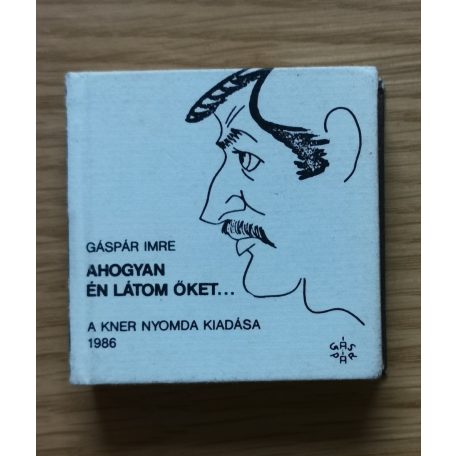 GÁSPÁR IMRE
AHOGYAN
ÉN LÁTOM ŐKET...
A KNER NYOMDA KIADÁSA
1986
GÁS
PÁR